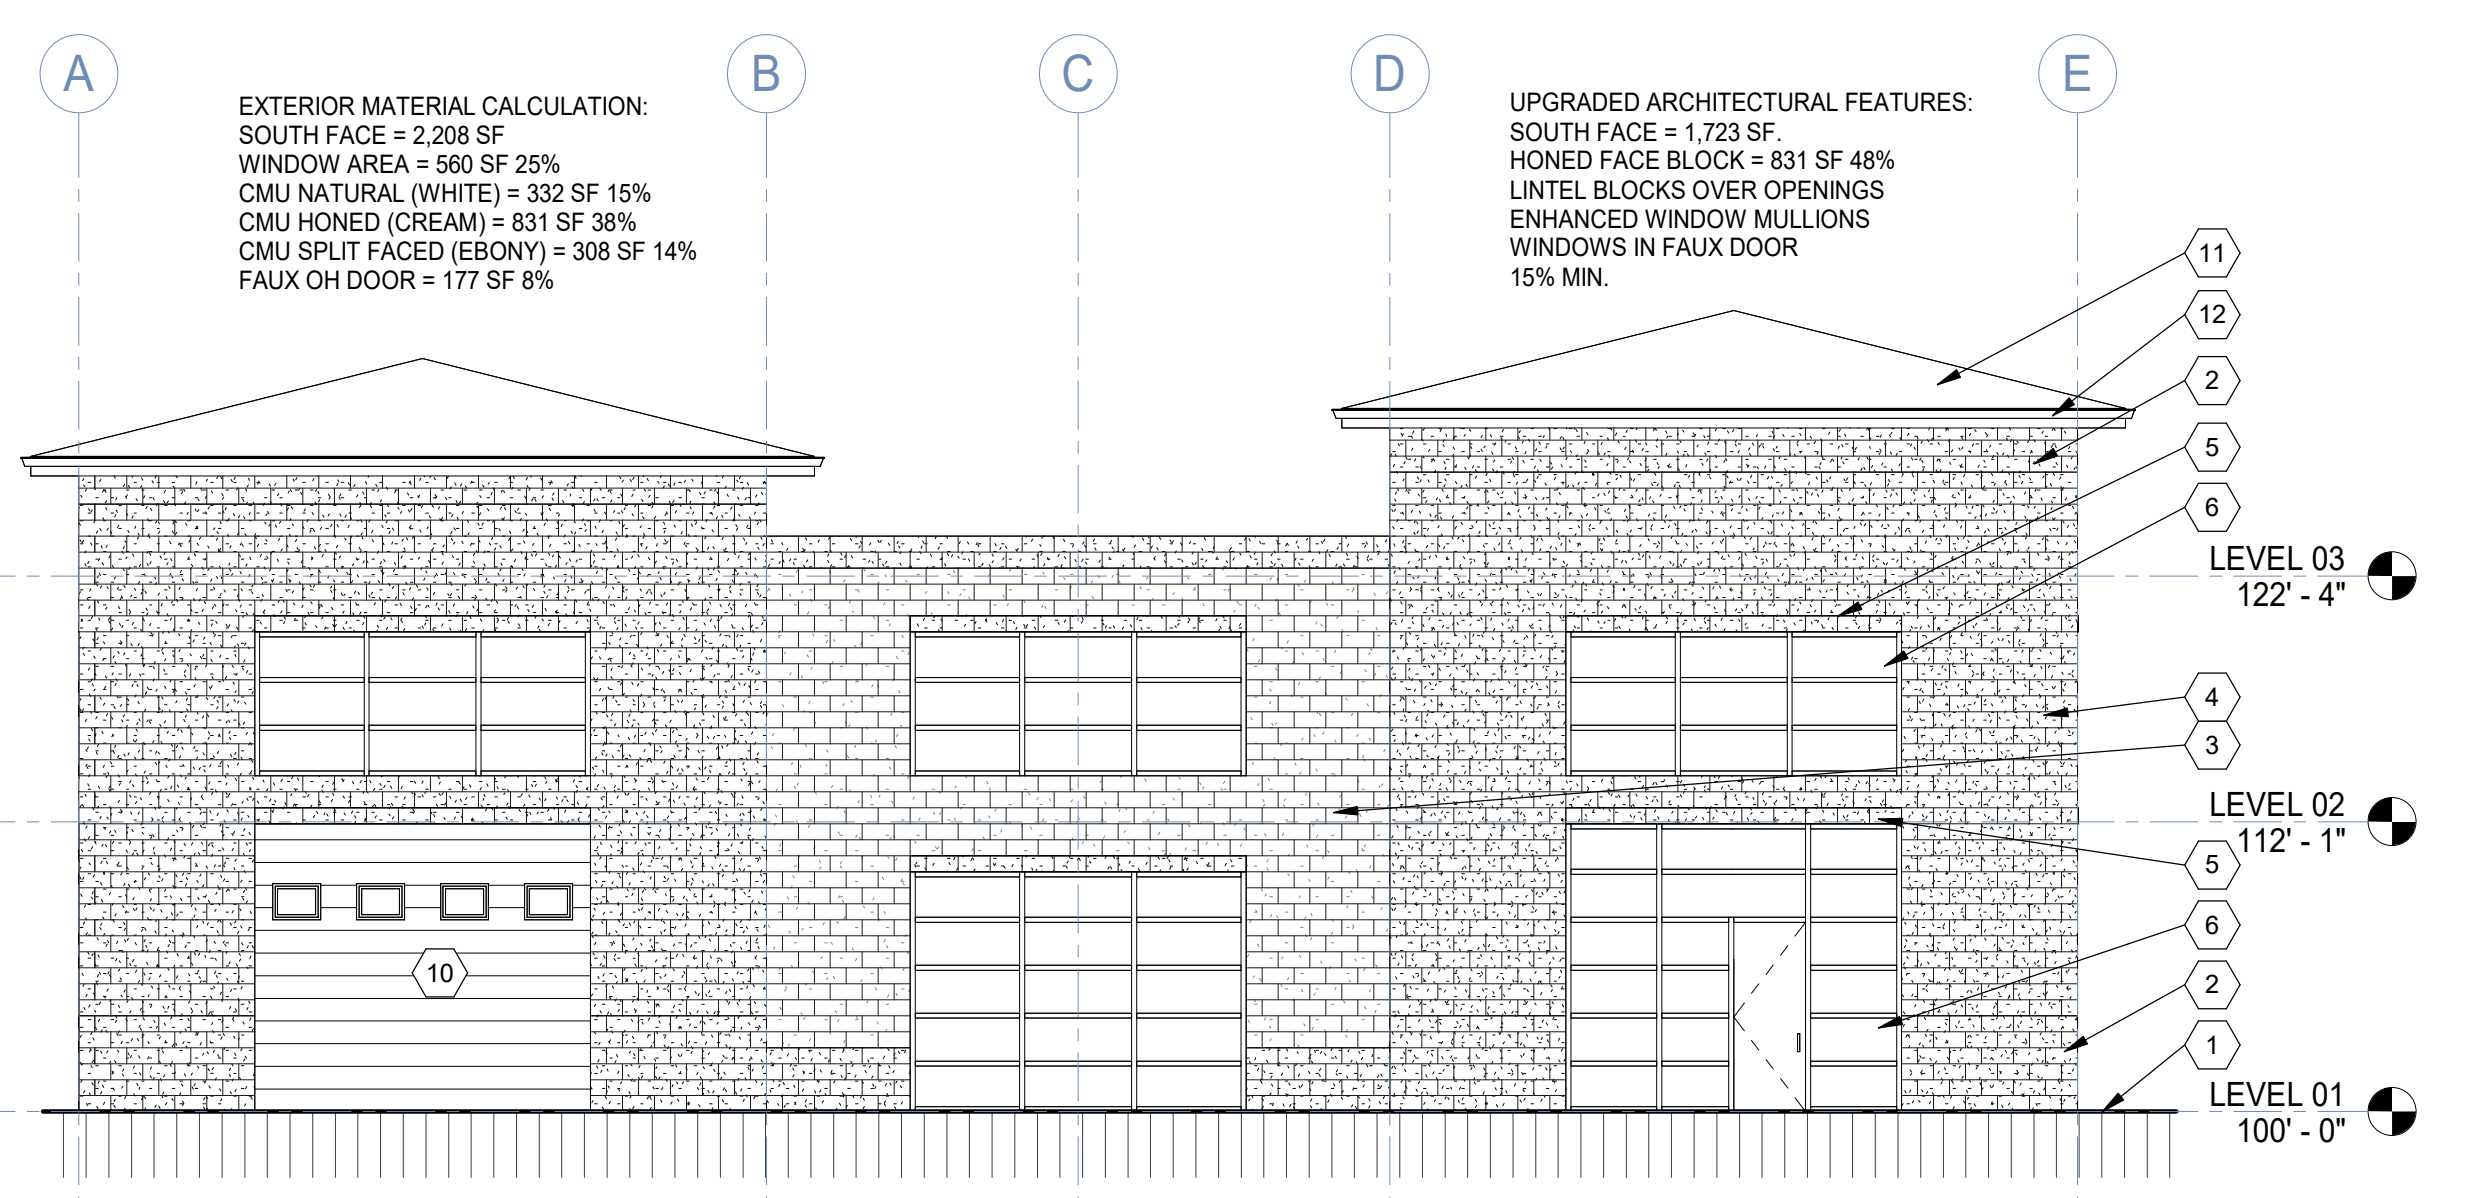 A
B
C
D
E
EXTERIOR MATERIAL CALCULATION:
SOUTH FACE = 2,208 SF
WINDOW AREA = 560 SF 25%
CMU NATURAL (WHITE) = 332 SF 15%
CMU HONED (CREAM) = 831 SF 38%
CMU SPLIT FACED (EBONY) = 308 SF 14%
FAUX OH DOOR = 177 SF 8%
UPGRADED ARCHITECTURAL FEATURES:
SOUTH FACE = 1,723 SF.
HONED FACE BLOCK = 831 SF 48%
LINTEL BLOCKS OVER OPENINGS
ENHANCED WINDOW MULLIONS
WINDOWS IN FAUX DOOR
15% MIN.
11
12
2
5
6
LEVEL 03
122' - 4"
4
3
LEVEL 02
112' - 1"
5
6
10
2
1
LEVEL 01
100' - 0"